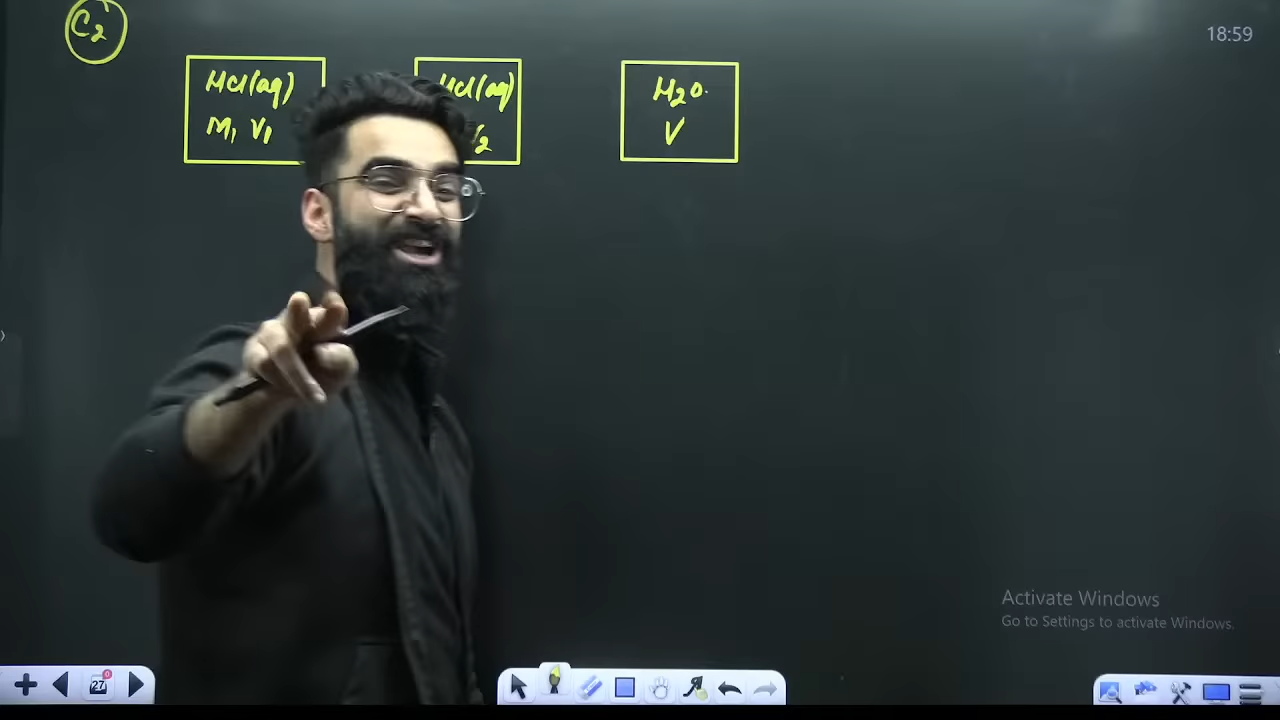 C2
18:59
HCl(aq)
M1 V1
HCl(aq)
H2O.
V
Activate Windows
Go to Settings to activate Windows.
27